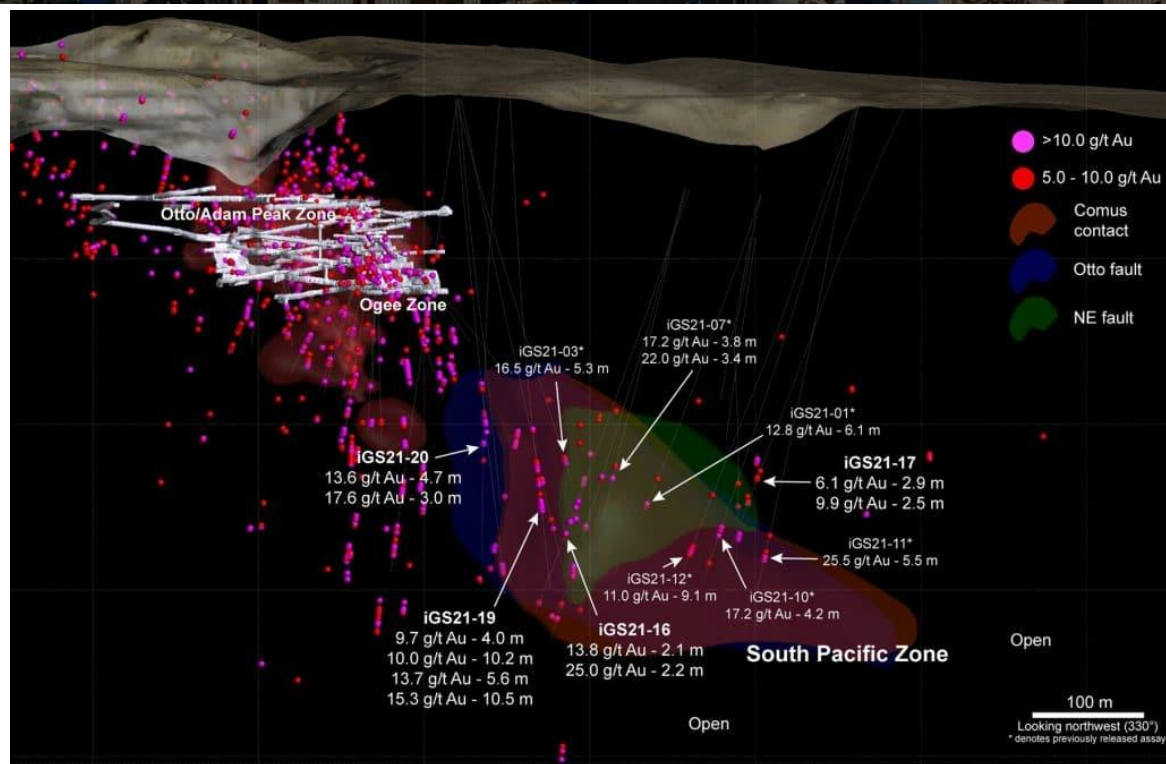 >10.0 g/t Au
5.0 - 10.0 g/t Au
Comus
contact
Otto fault
NE fault
Otto/Adam Peak Zone
Ogee Zone
iGS21-07*
17.2 g/t Au - 3.8 m
22.0 g/t Au - 3.4 m
iGS21-03*
16.5 g/t Au - 5.3 m
iGS21-01*
12.8 g/t Au - 6.1 m
iGS21-20
13.6 g/t Au - 4.7 m
17.6 g/t Au - 3.0 m
iGS21-17
6.1 g/t Au - 2.9 m
9.9 g/t Au - 2.5 m
iGS21-11*
25.5 g/t Au - 5.5 m
iGS21-12*
11.0 g/t Au - 9.1 m
iGS21-10*
17.2 g/t Au - 4.2 m
iGS21-19
9.7 g/t Au - 4.0 m
10.0 g/t Au - 10.2 m
13.7 g/t Au - 5.6 m
15.3 g/t Au - 10.5 m
iGS21-16
13.8 g/t Au - 2.1 m
25.0 g/t Au - 2.2 m
South Pacific Zone
Open
Open
100 m
Looking northwest (330°)
* denotes previously released assay